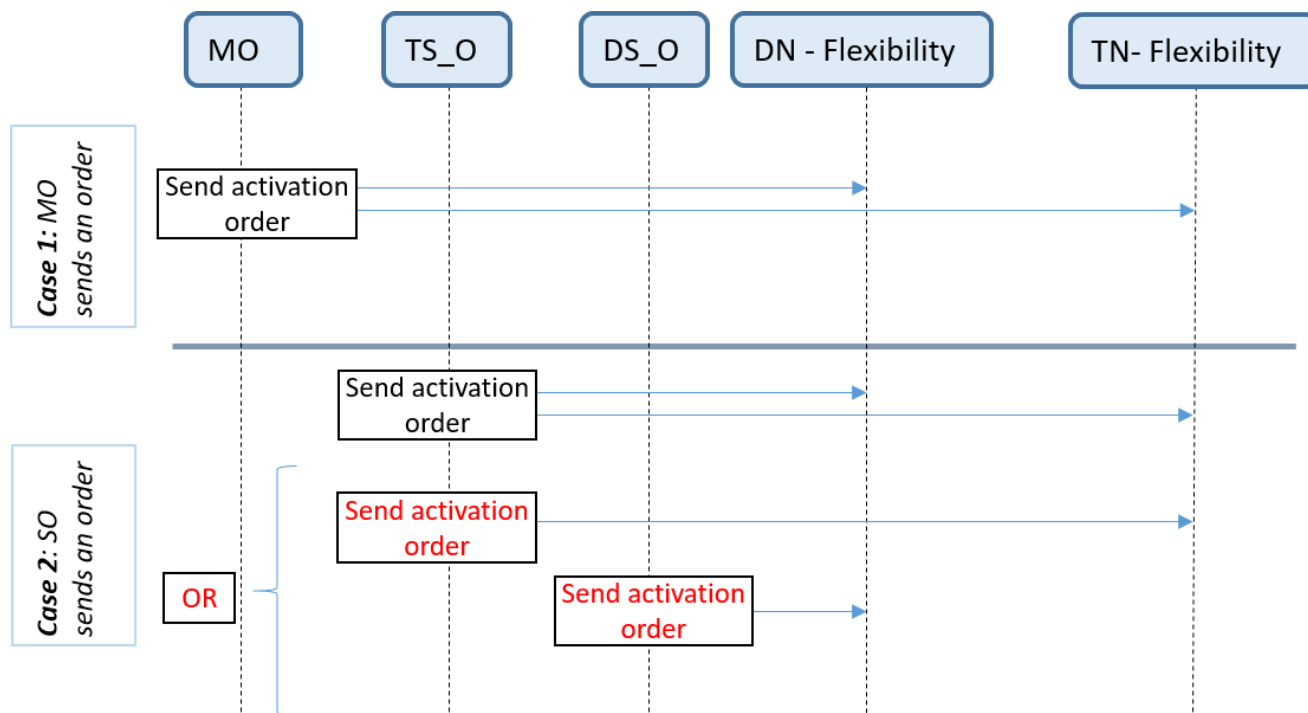 MO
TS_O
DS_O
DN - Flexibility
TN- Flexibility
Case 1: MO
sends an order
Send activation
order
Case 2: SO
sends an order
Send activation
order
Send activation
order
OR
Send activation
order